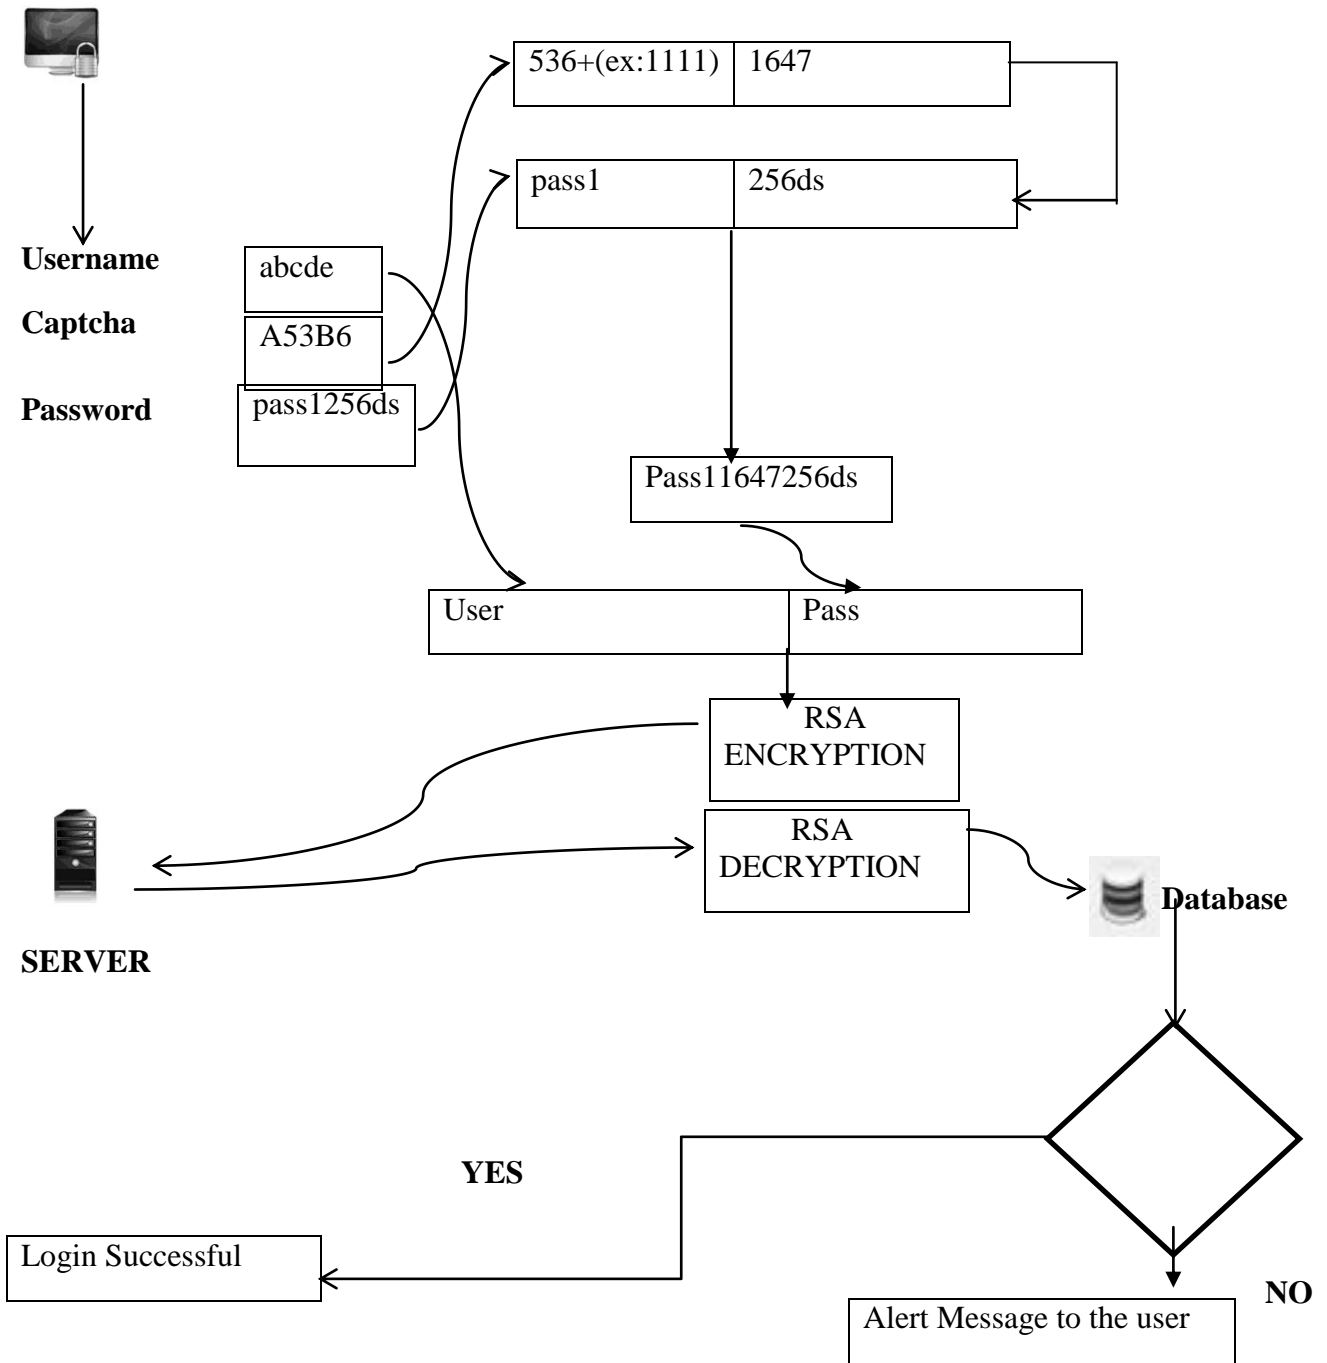 536+(ex:1111) 1647
pass1 256ds
Username abcde
Captcha A53B6
Password pass1256ds
Pass11647256ds
User Pass
RSA
ENCRYPTION
RSA
DECRYPTION
Database
SERVER
YES
Login Successful
NO
Alert Message to the user